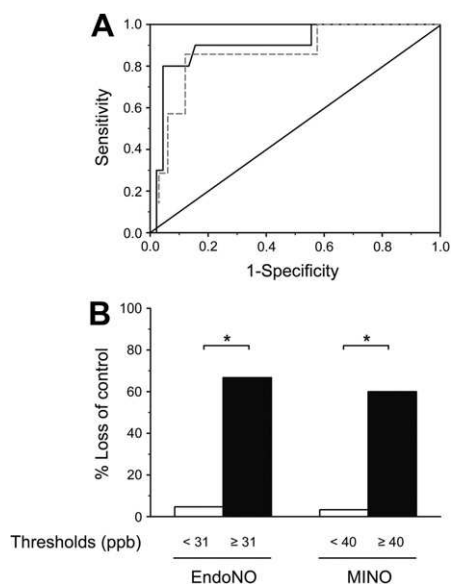 A
1.0
0.8
0.6
0.4
0.2
0.0
Sensitivity
0.0 0.2 0.4 0.6 0.8 1.0
1-Specificity
B
100
80
60
40
20
0
% Loss of control
* *
Thresholds (ppb) < 31 ≥ 31 < 40 ≥ 40
EndoNO MINO